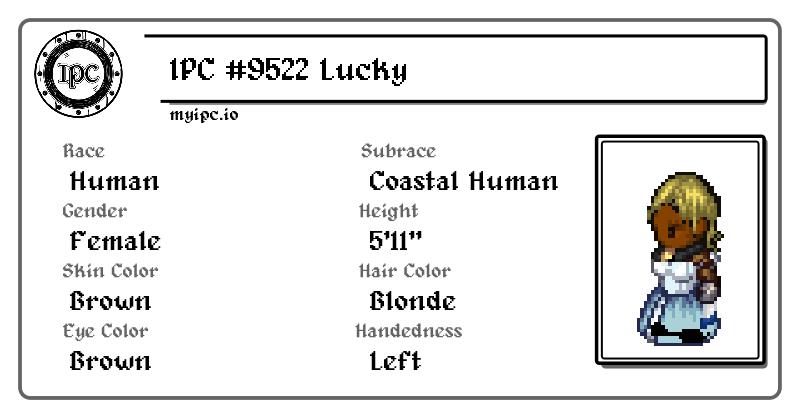 IPC
IPC #9522 Lucky
myipc.io
Race
Human
Subrace
Coastal Human
Gender
Female
Height
5'11"
Skin Color
Brown
Hair Color
Blonde
Eye Color
Brown
Handedness
Left